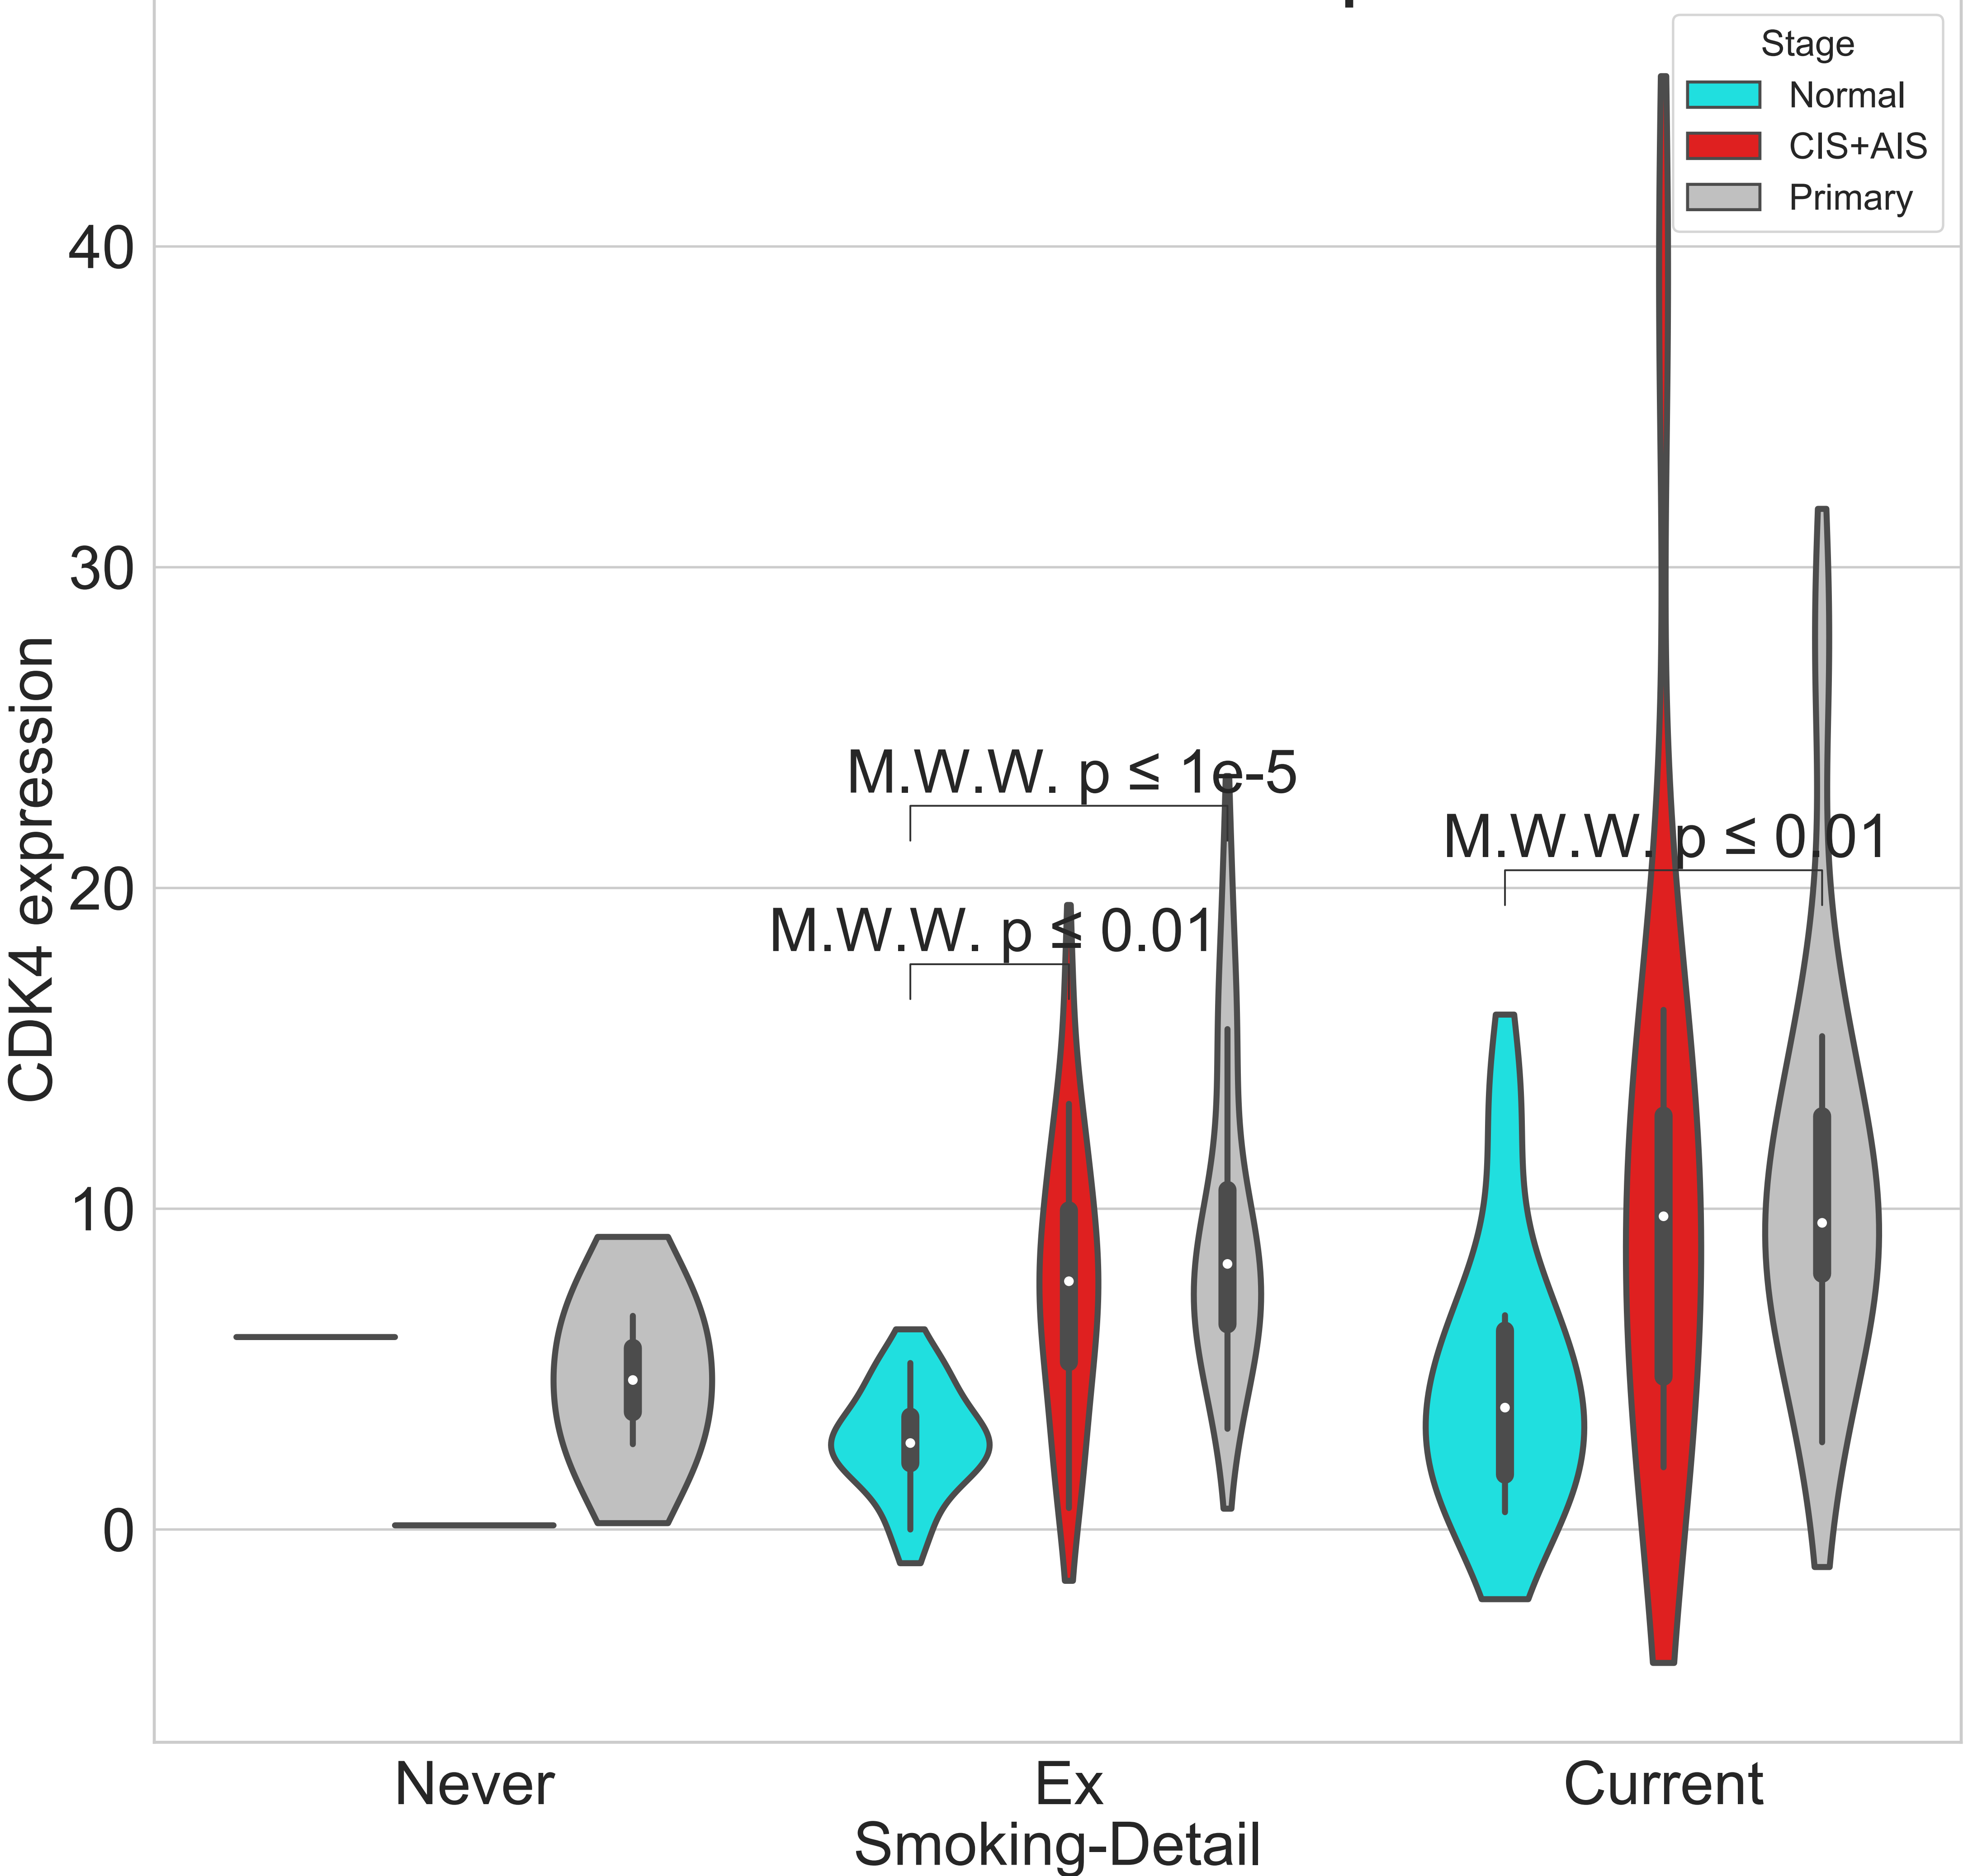 Stage
Normal
CIS+AIS
Primary
40
30
20
10
0
CDK4 expression
M.W.W. p ≤ 1e-5
M.W.W. p ≤ 0.01
M.W.W. p ≤ 0.01
Never
Ex
Current
Smoking-Detail